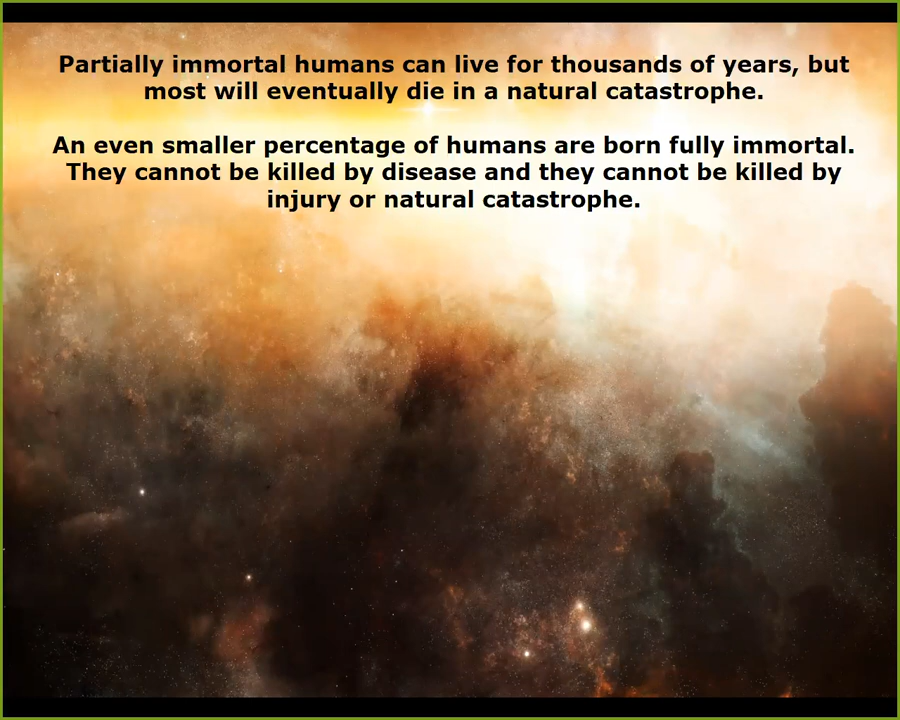 Partially immortal humans can live for thousands of years, but
most will eventually die in a natural catastrophe.
An even smaller percentage of humans are born fully immortal.
They cannot be killed by disease and they cannot be killed by
injury or natural catastrophe.